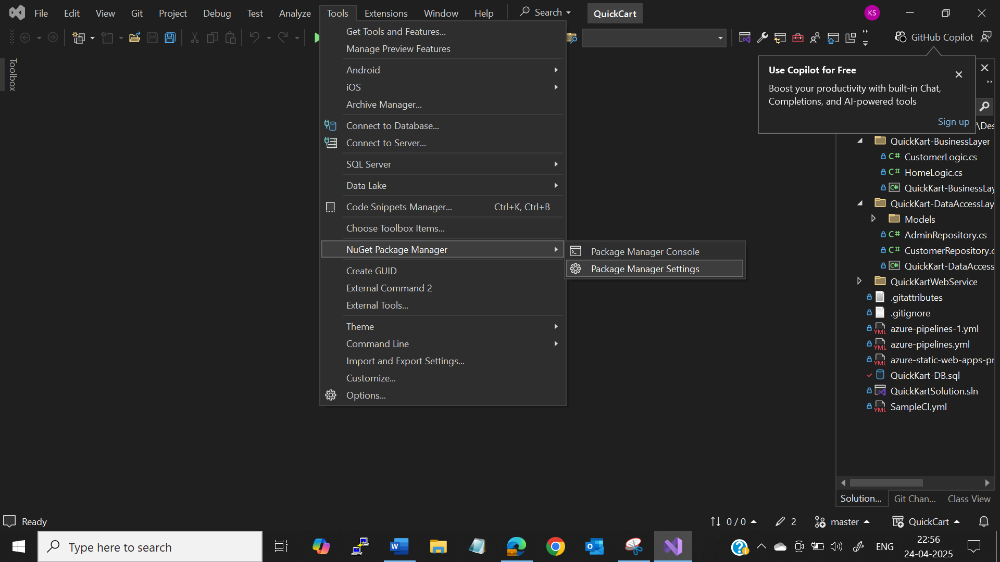 File Edit View Git Project Debug Test Analyze Tools Extensions Window Help Search QuickCart KS
GitHub Copilot
Toolbox
Get Tools and Features...
Manage Preview Features
Android
iOS
Archive Manager...
Connect to Database...
Connect to Server...
SQL Server
Data Lake
Code Snippets Manager... Ctrl+K, Ctrl+B
Choose Toolbox Items...
NuGet Package Manager
Create GUID
External Command 2
External Tools...
Theme
Command Line
Import and Export Settings...
Customize...
Options...
Package Manager Console
Package Manager Settings
Use Copilot for Free
Boost your productivity with built-in Chat,
Completions, and AI-powered tools
Sign up
\Des
QuickKart-BusinessLayer
C# CustomerLogic.cs
C# HomeLogic.cs
C# QuickKart-BusinessLay
QuickKart-DataAccessLay
Models
C# AdminRepository.cs
C# CustomerRepository.c
C# QuickKart-DataAccess
QuickKartWebService
.gitattributes
.gitignore
YML azure-pipelines-1.yml
YML azure-pipelines.yml
YML azure-static-web-apps-pr
QuickKart-DB.sql
QuickKartSolution.sln
YML SampleCI.yml
Solution... Git Chan... Class View
Ready 0 / 0 2 master QuickCart
Type here to search ENG 22:56
24-04-2025